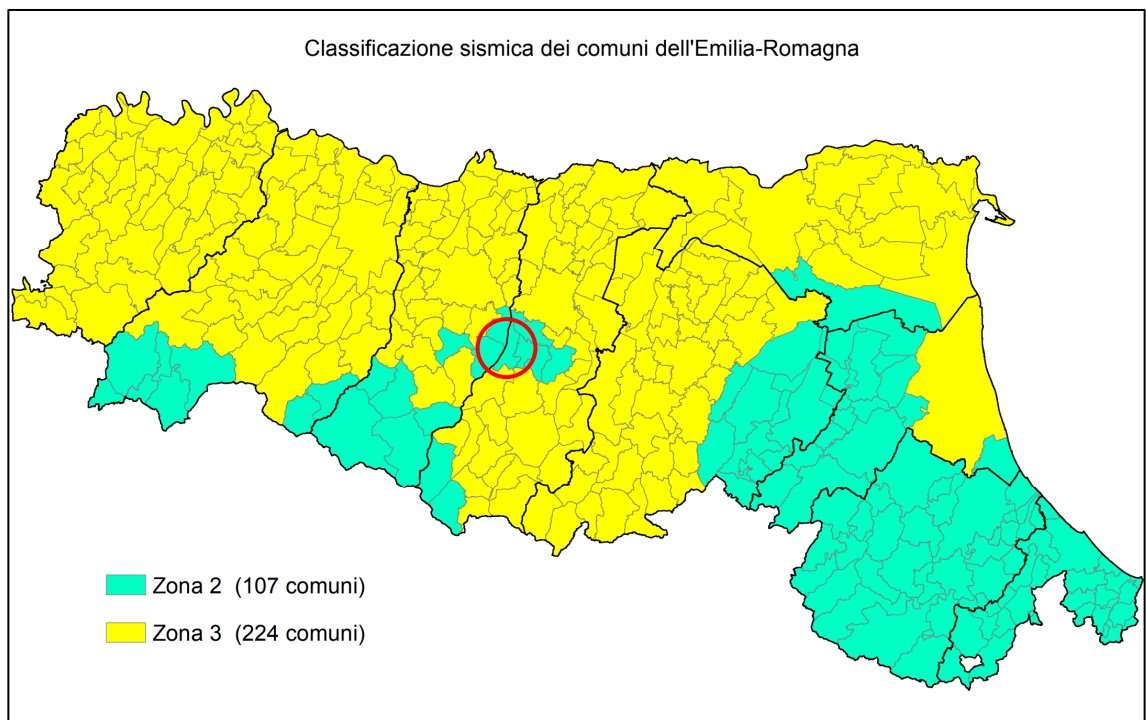 Classificazione sismica dei comuni dell'Emilia-Romagna
Zona 2 (107 comuni)
Zona 3 (224 comuni)